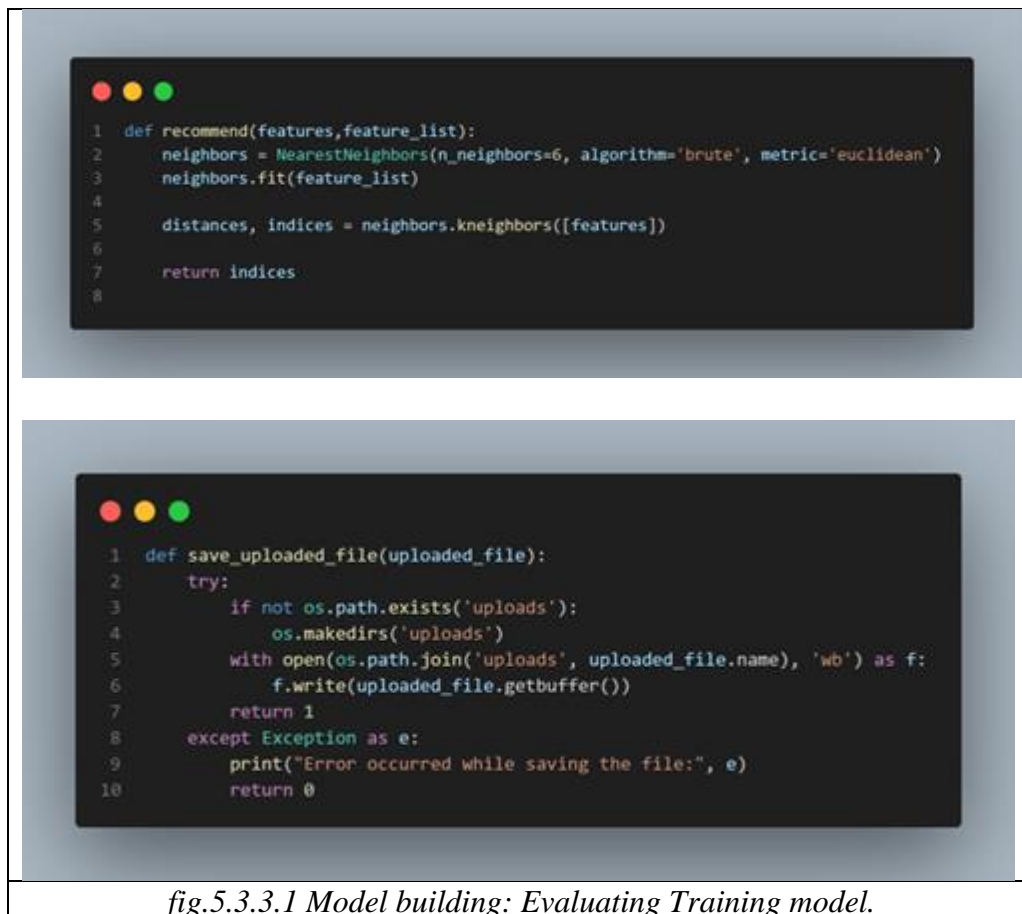 1 def recommend(features,feature_list):
2     neighbors = NearestNeighbors(n_neighbors=6, algorithm='brute', metric='euclidean')
3     neighbors.fit(feature_list)
4
5     distances, indices = neighbors.kneighbors([features])
6
7     return indices
8
1 def save_uploaded_file(uploaded_file):
2     try:
3         if not os.path.exists('uploads'):
4             os.makedirs('uploads')
5         with open(os.path.join('uploads', uploaded_file.name), 'wb') as f:
6             f.write(uploaded_file.getbuffer())
7         return 1
8     except Exception as e:
9         print("Error occurred while saving the file:", e)
10         return 0
fig.5.3.3.1 Model building: Evaluating Training model.